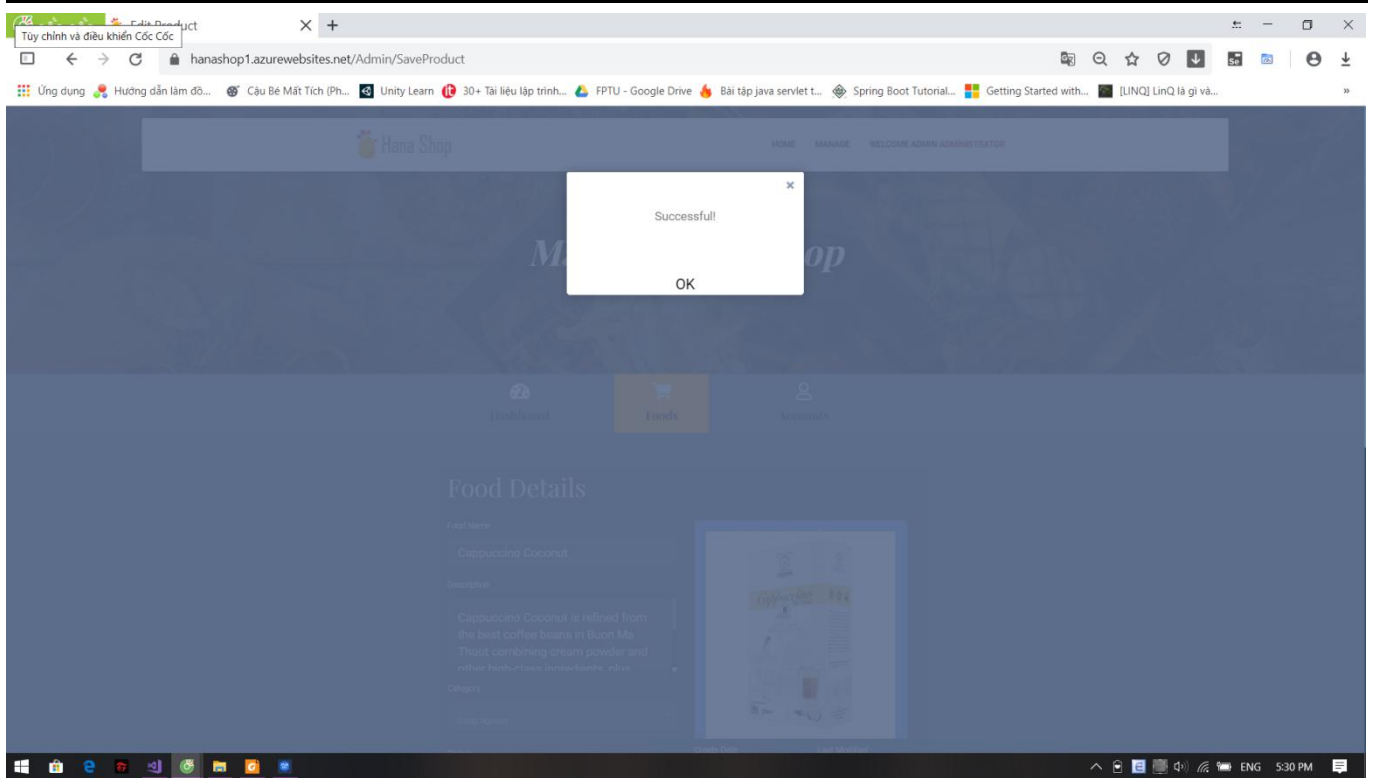 Edit Product
Tùy chỉnh và điều khiển Cốc Cốc
hanashop1.azurewebsites.net/Admin/SaveProduct
Ứng dụng
Hướng dẫn làm đồ...
Cậu Bé Mất Tích (Ph...
Unity Learn
30+ Tài liệu lập trình...
FPTU - Google Drive
Bài tập java servlet t...
Spring Boot Tutorial...
Getting Started with...
[LINQ] LinQ là gì và...
»
Hana Shop
HOME MANAGE WELCOME ADMIN ADMINISTRATOR
Successful!
OK
Ma
op
Dashboard
Foods
Accounts
Food Details
Food Name
Cappuccino Coconut
Description
Cappuccino Coconut is refined from
the best coffee beans in Buon Ma
Thuot combining cream powder and
other high-class ingredients, plus
Category
ENG 5:30 PM